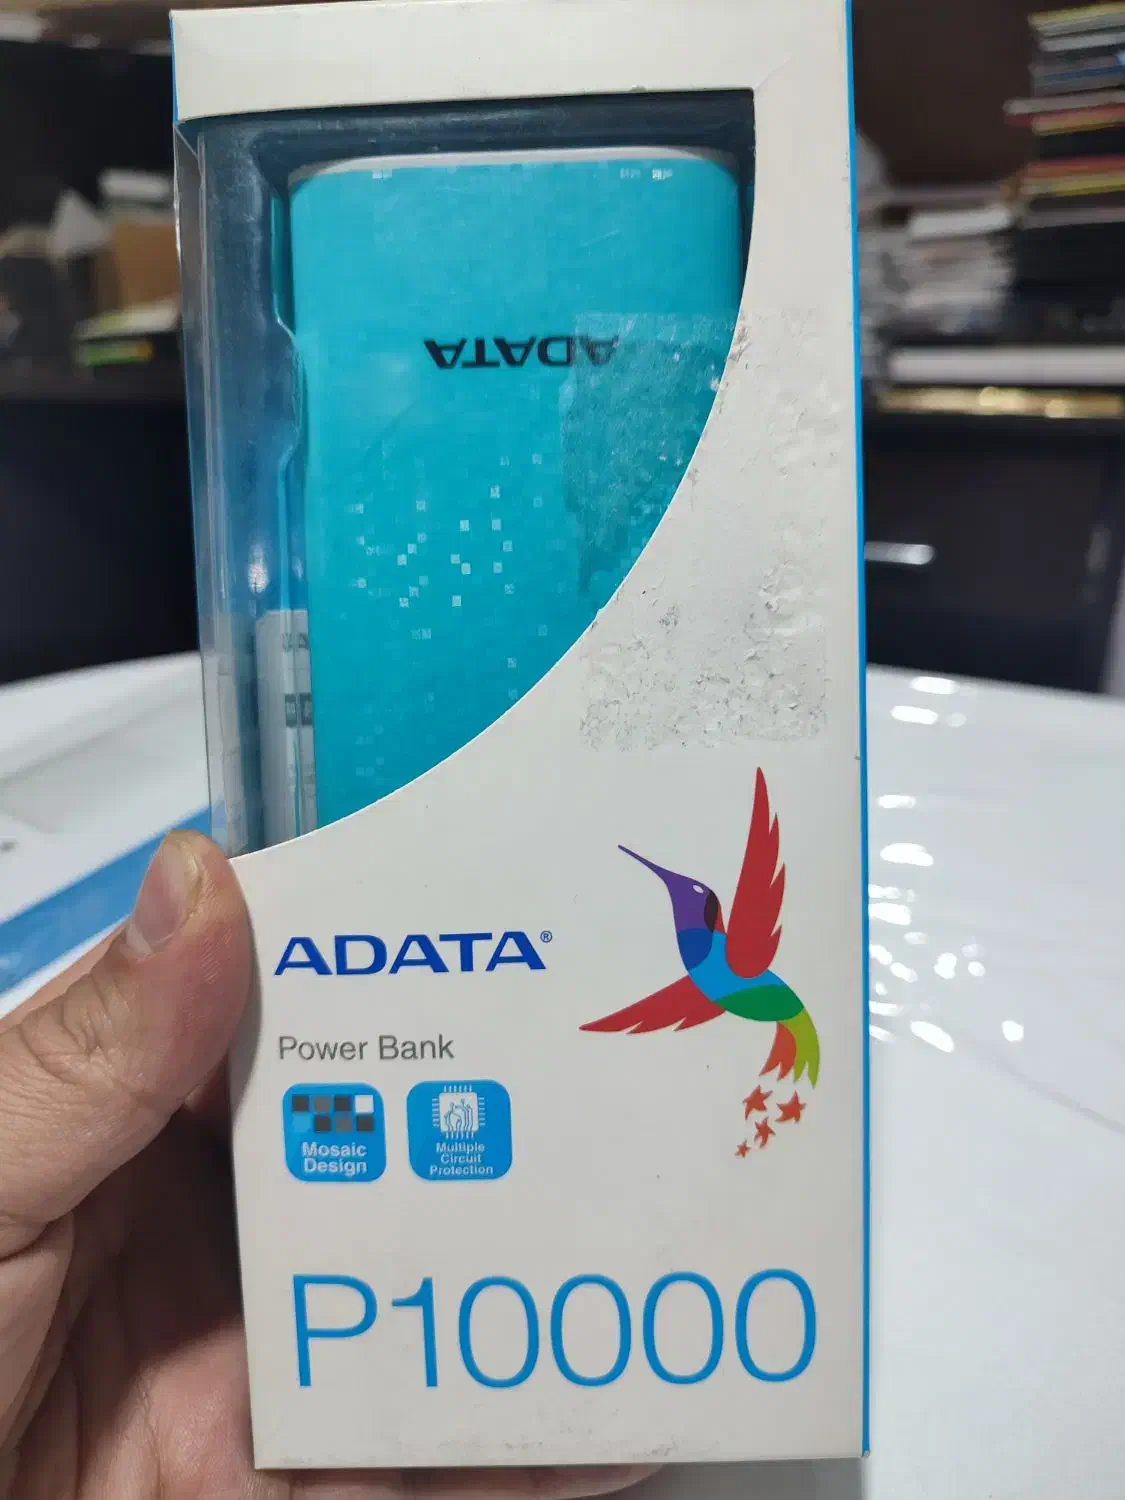 ADATA
ADATA®
Power Bank
Mosaic
Design
Multiple
Circuit
Protection
P10000